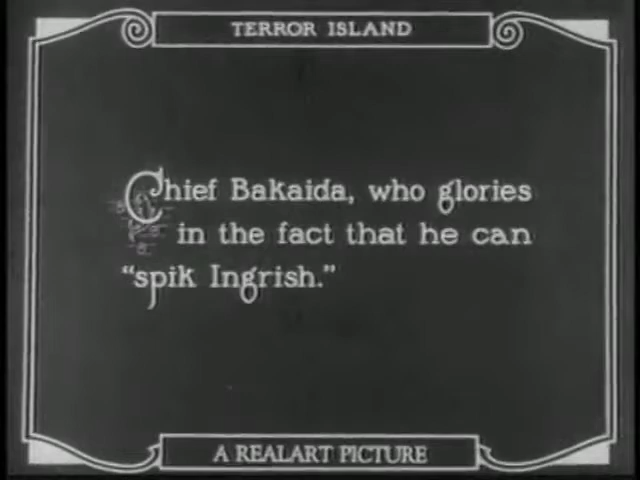 TERROR ISLAND
Chief Bakaida, who glories
in the fact that he can
“spik Ingrish.”
A REALART PICTURE